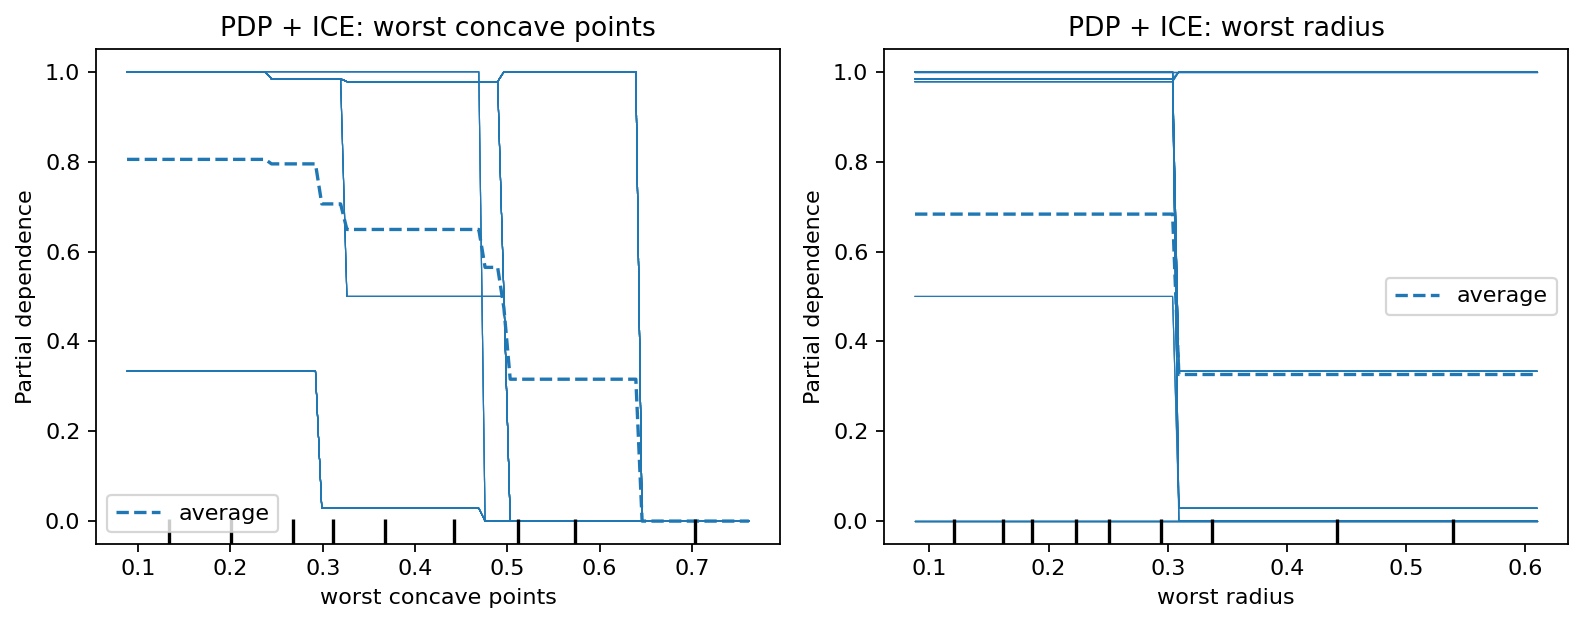 PDP + ICE: worst concave points
Partial dependence
1.0
0.8
0.6
0.4
0.2
0.0
average
0.1 0.2 0.3 0.4 0.5 0.6 0.7
worst concave points
PDP + ICE: worst radius
Partial dependence
1.0
0.8
0.6
0.4
0.2
0.0
average
0.1 0.2 0.3 0.4 0.5 0.6
worst radius